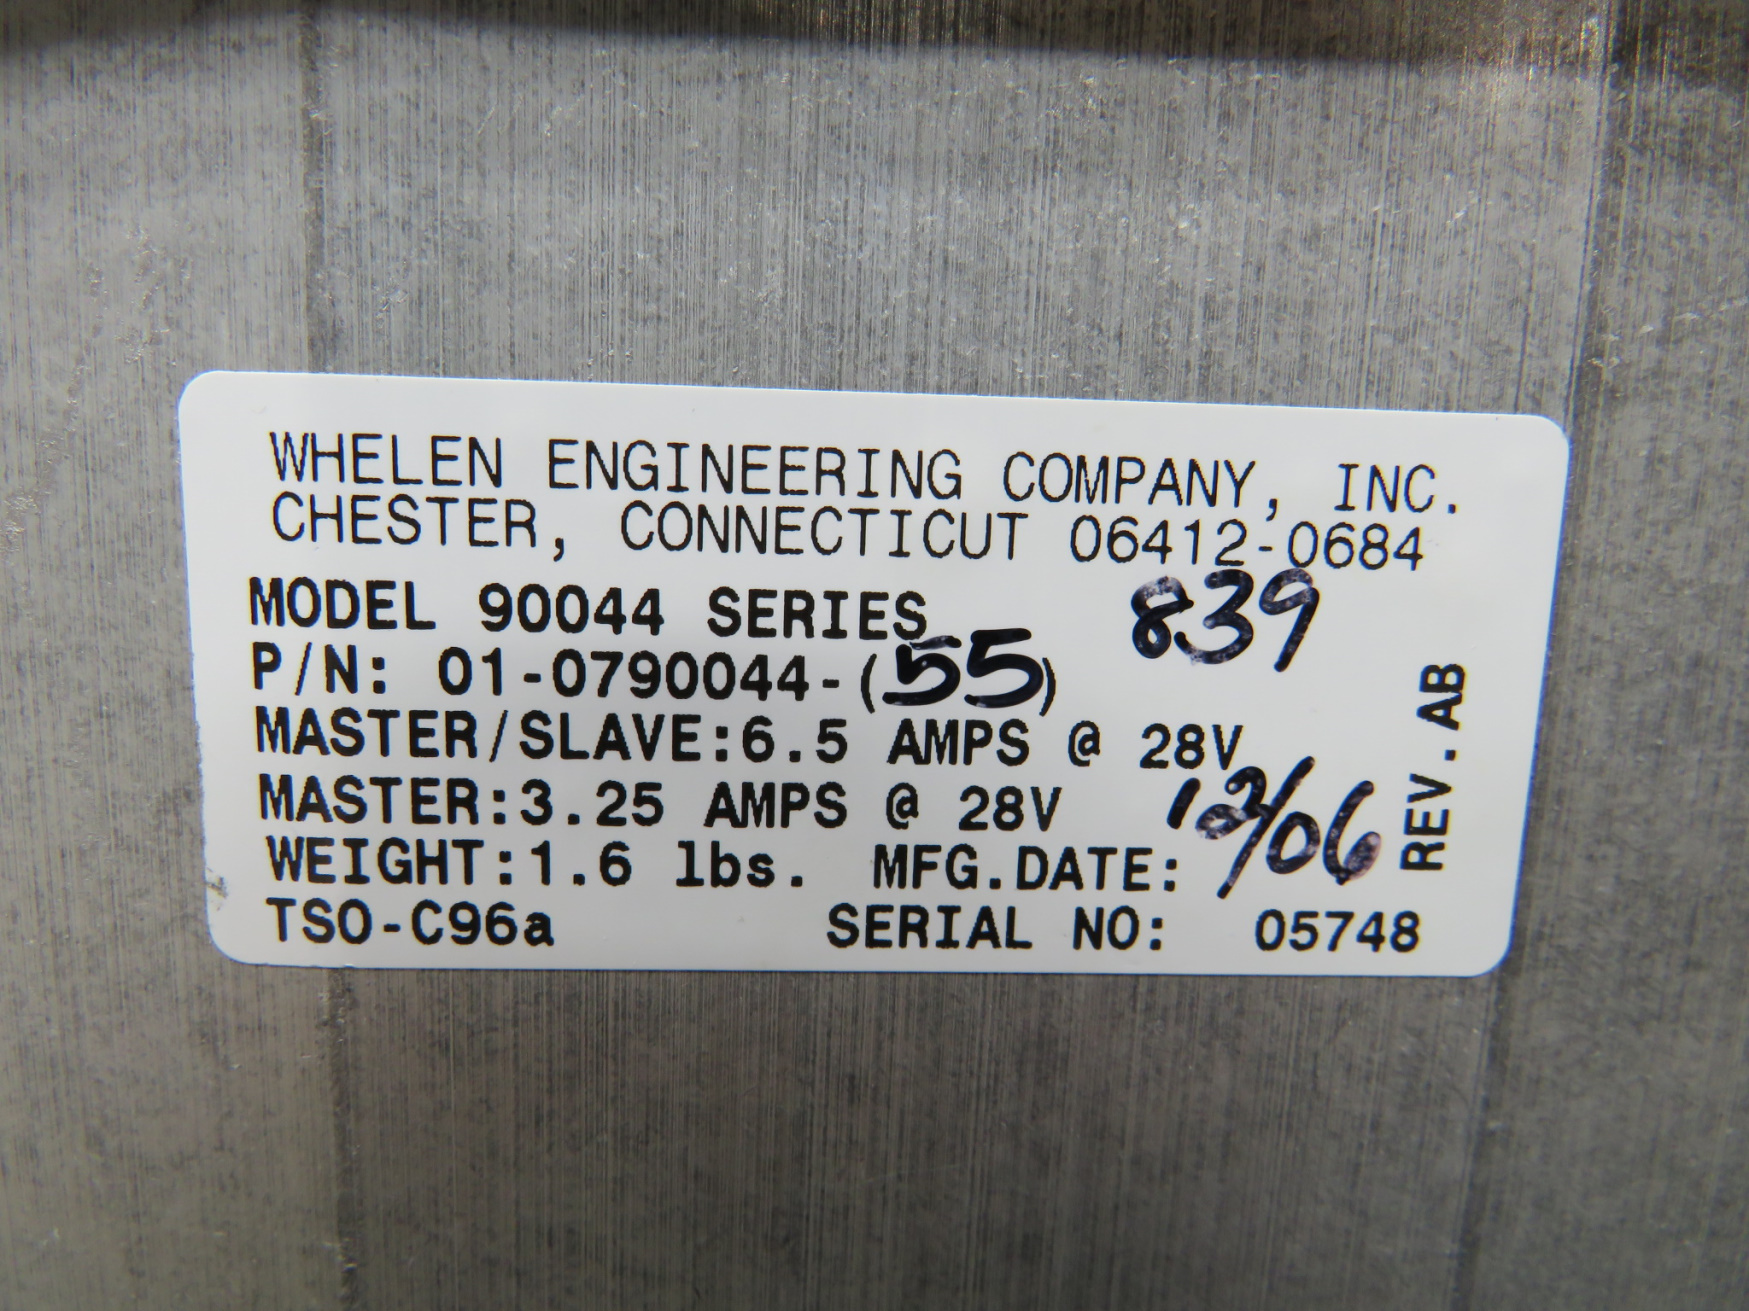 WHELEN ENGINEERING COMPANY, INC.
CHESTER, CONNECTICUT 06412-0684
MODEL 90044 SERIES 839
P/N: 01-0790044-(55)
MASTER/SLAVE:6.5 AMPS @ 28V
MASTER:3.25 AMPS @ 28V
WEIGHT:1.6 lbs. MFG.DATE: 12/06
TSO-C96a SERIAL NO: 05748
REV.AB